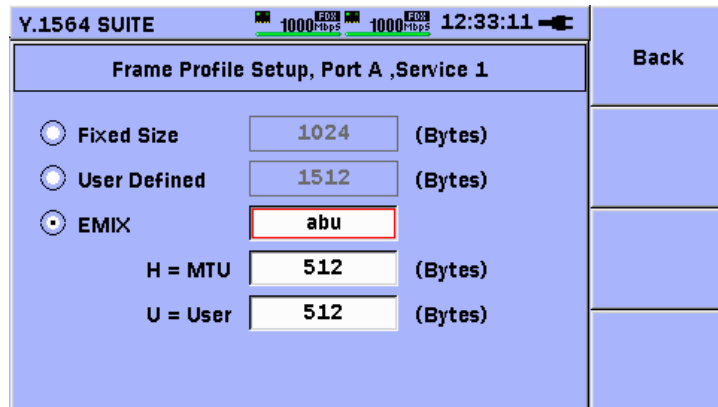 Y.1564 SUITE 1000 FDX Mbps 1000 FDX Mbps 12:33:11
Back
Frame Profile Setup, Port A ,Service 1
Fixed Size 1024 (Bytes)
User Defined 1512 (Bytes)
EMIX abu
H = MTU 512 (Bytes)
U = User 512 (Bytes)